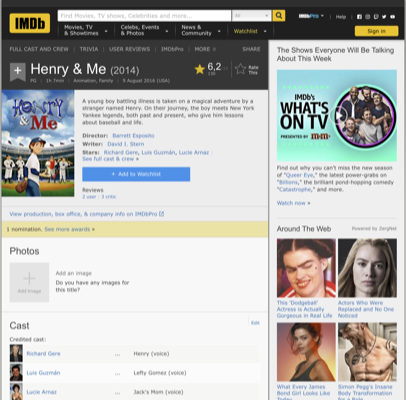 IMDb
Find Movies, TV shows, Celebrities and more...
All
IMDbPro
Help
Movies, TV & Showtimes
Celebs, Events & Photos
News & Community
Watchlist
Sign in
FULL CAST AND CREW | TRIVIA | USER REVIEWS | IMDbPro | MORE
SHARE
Henry & Me (2014)
6,2
Rate This
PG | 1h 7min | Animation, Family | 9 August 2014 (USA)
Henry & Me
A young boy battling illness is taken on a magical adventure by a
stranger named Henry. On their journey, the boy meets New York
Yankee legends, both past and present, who give him lessons
about baseball and life.
Director: Barrett Esposito
Writer: David J. Stern
Stars: Richard Gere, Luis Guzmán, Lucie Arnaz
See full cast & crew »
+ Add to Watchlist
Reviews
2 user | 3 critic
View production, box office, & company info on IMDbPro
1 nomination. See more awards »
Photos
Add Image
Add an image
Do you have any images for
this title?
Cast
Edit
Credited cast:
Richard Gere ... Henry (voice)
Luis Guzmán ... Lefty Gomez (voice)
Lucie Arnaz ... Jack's Mom (voice)
The Shows Everyone Will Be Talking
About This Week
IMDb's
WHAT'S
ON TV
PRESENTED BY m&m's
Find out why you can't miss the new season
of "Queer Eye," the latest power-grabs on
"Billions," the brilliant pond-hopping comedy
"Catastrophe," and more.
Watch now »
Around The Web
Powered by ZergNet
This 'Dodgeball'
Actress is Actually
Gorgeous in Real Life
Actors Who Were
Replaced and No One
Noticed
What Every James
Bond Girl Looks Like
Today
Simon Pegg's Insane
Body Transformation
For a Role